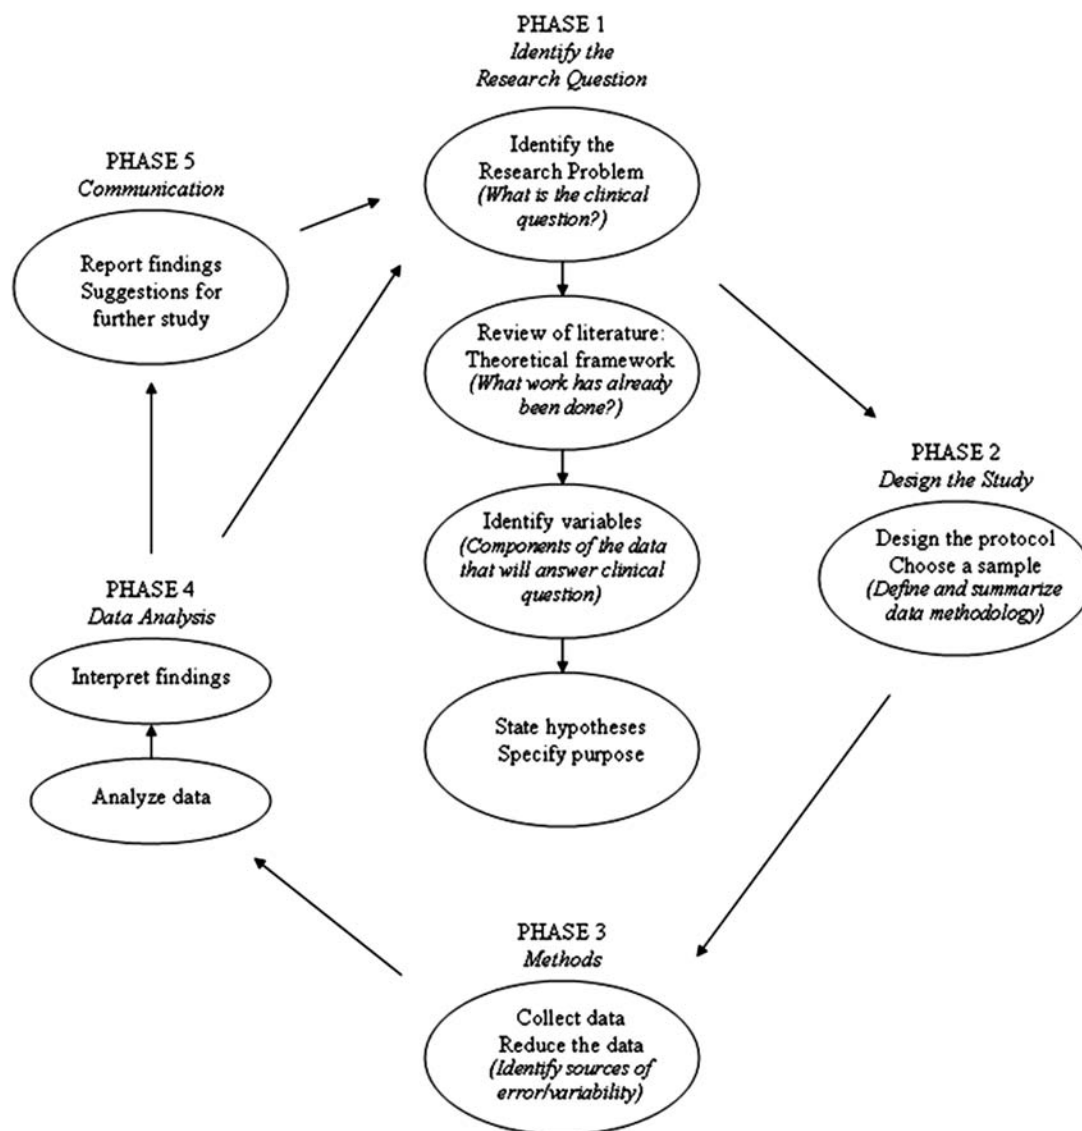 PHASE 1
Identify the
Research Question
Identify the
Research Problem
(What is the clinical
question?)
Review of literature:
Theoretical framework
(What work has already
been done?)
Identify variables
(Components of the data
that will answer clinical
question)
State hypotheses
Specify purpose
PHASE 2
Design the Study
Design the protocol
Choose a sample
(Define and summarize
data methodology)
PHASE 3
Methods
Collect data
Reduce the data
(Identify sources of
error/variability)
PHASE 4
Data Analysis
Interpret findings
Analyze data
PHASE 5
Communication
Report findings
Suggestions for
further study